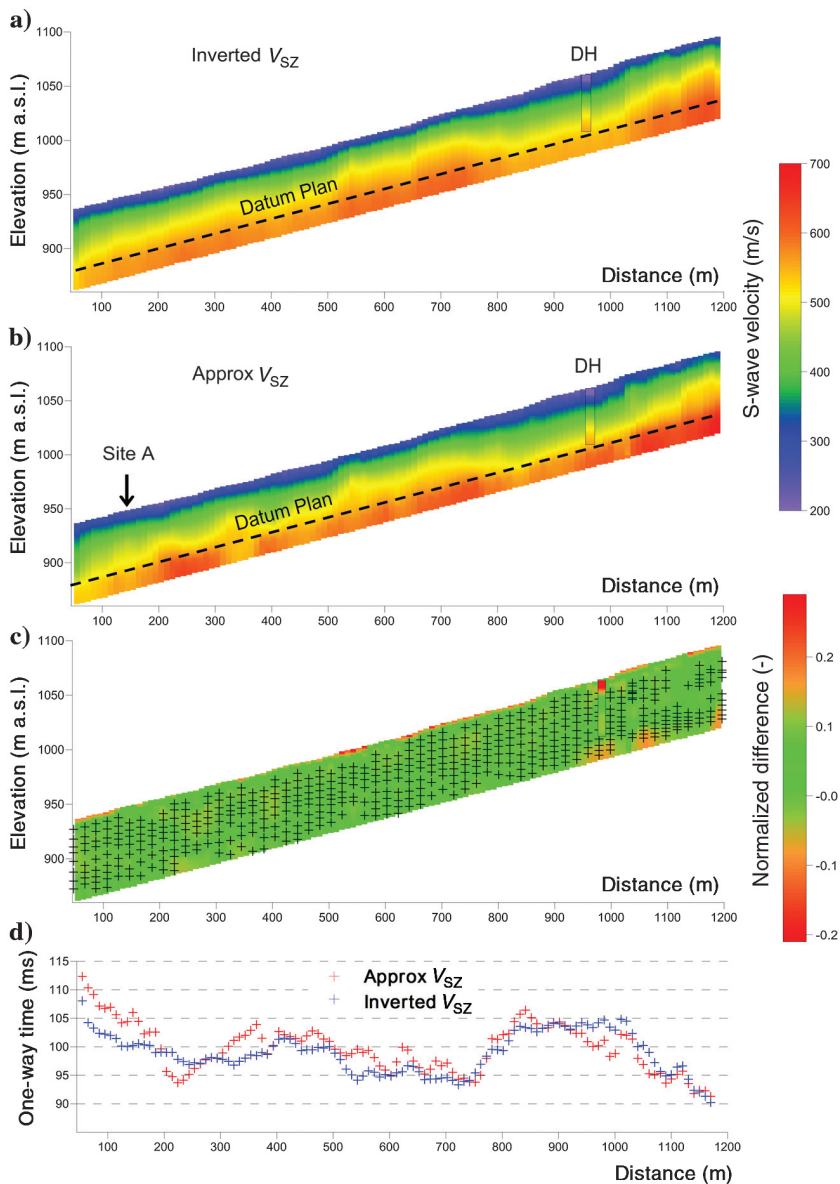 a)
1100
1050
1000
950
900
Elevation (m a.s.l.)
Inverted VSZ
DH
Datum Plan
Distance (m)
100 200 300 400 500 600 700 800 900 1000 1100 1200
b)
1100
1050
1000
950
900
Elevation (m a.s.l.)
Approx VSZ
DH
Site A
Datum Plan
Distance (m)
100 200 300 400 500 600 700 800 900 1000 1100 1200
700
600
500
400
300
200
S-wave velocity (m/s)
c)
1100
1050
1000
950
900
Elevation (m a.s.l.)
Distance (m)
100 200 300 400 500 600 700 800 900 1000 1100 1200
0.2
0.1
-0.0
-0.1
-0.2
Normalized difference (-)
d)
115
110
105
100
95
90
One-way time (ms)
Approx VSZ
Inverted VSZ
100 200 300 400 500 600 700 800 900 1000 1100 1200
Distance (m)